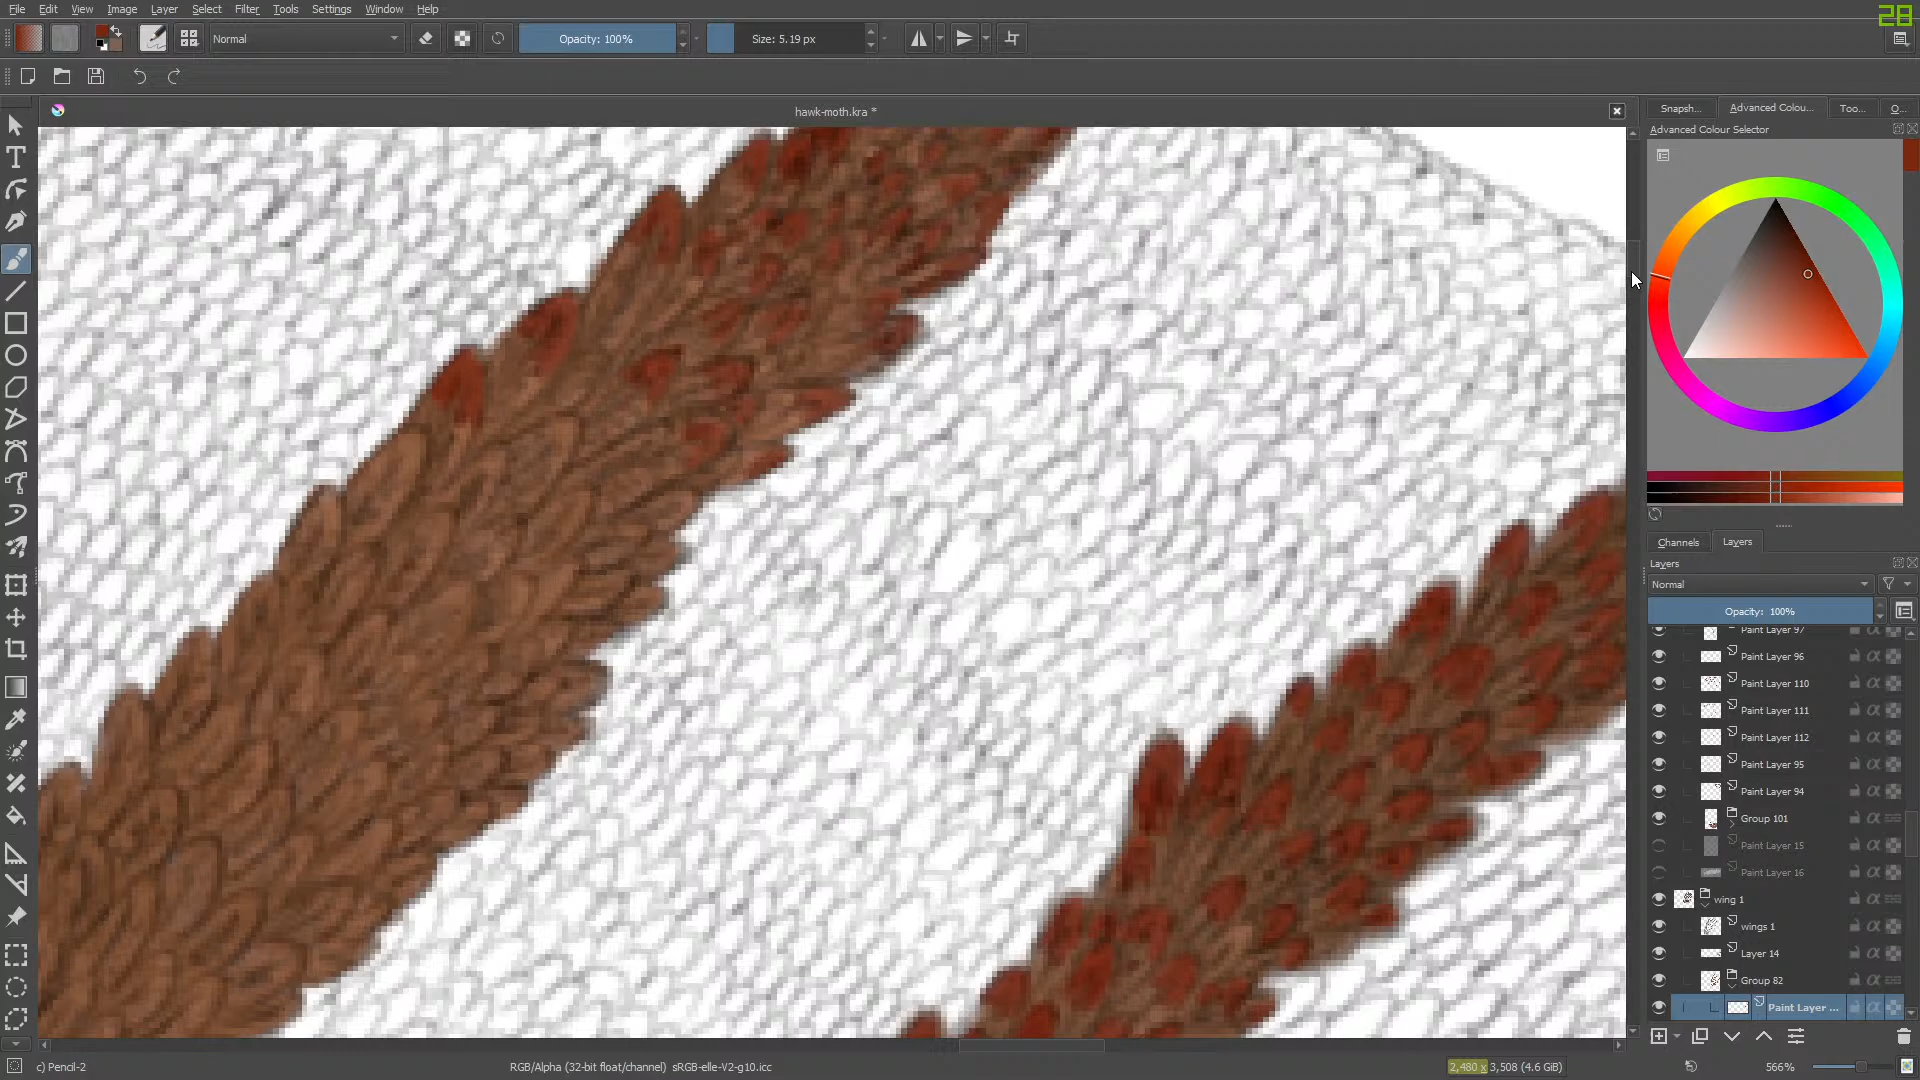 File Edit View Image Layer Select Filter Tools Settings Window Help
28
Normal
Opacity: 100%
Size: 5.19 px
hawk-moth.kra *
Snapsh... Advanced Colou... Too... O...
Advanced Colour Selector
Channels Layers
Layers
Normal
Opacity: 100%
Paint Layer 97
Paint Layer 96
Paint Layer 110
Paint Layer 111
Paint Layer 112
Paint Layer 95
Paint Layer 94
Group 101
Paint Layer 15
Paint Layer 16
wing 1
wings 1
Layer 14
Group 82
Paint Layer ...
c) Pencil-2
RGB/Alpha (32-bit float/channel) sRGB-elle-V2-g10.icc
2,480 x 3,508 (4.6 GiB)
566%